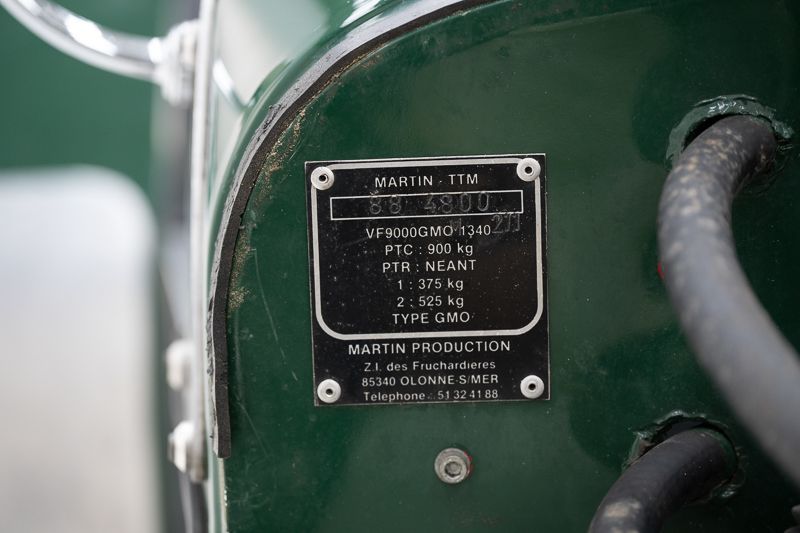 MARTIN - TTM
88 4800
VF9000GMO 1340
PTC : 900 kg
PTR : NEANT
1 : 375 kg
2 : 525 kg
TYPE GMO
MARTIN PRODUCTION
Z.I. des Fruchardieres
85340 OLONNE-S/MER
Telephone : 51 32 41 88